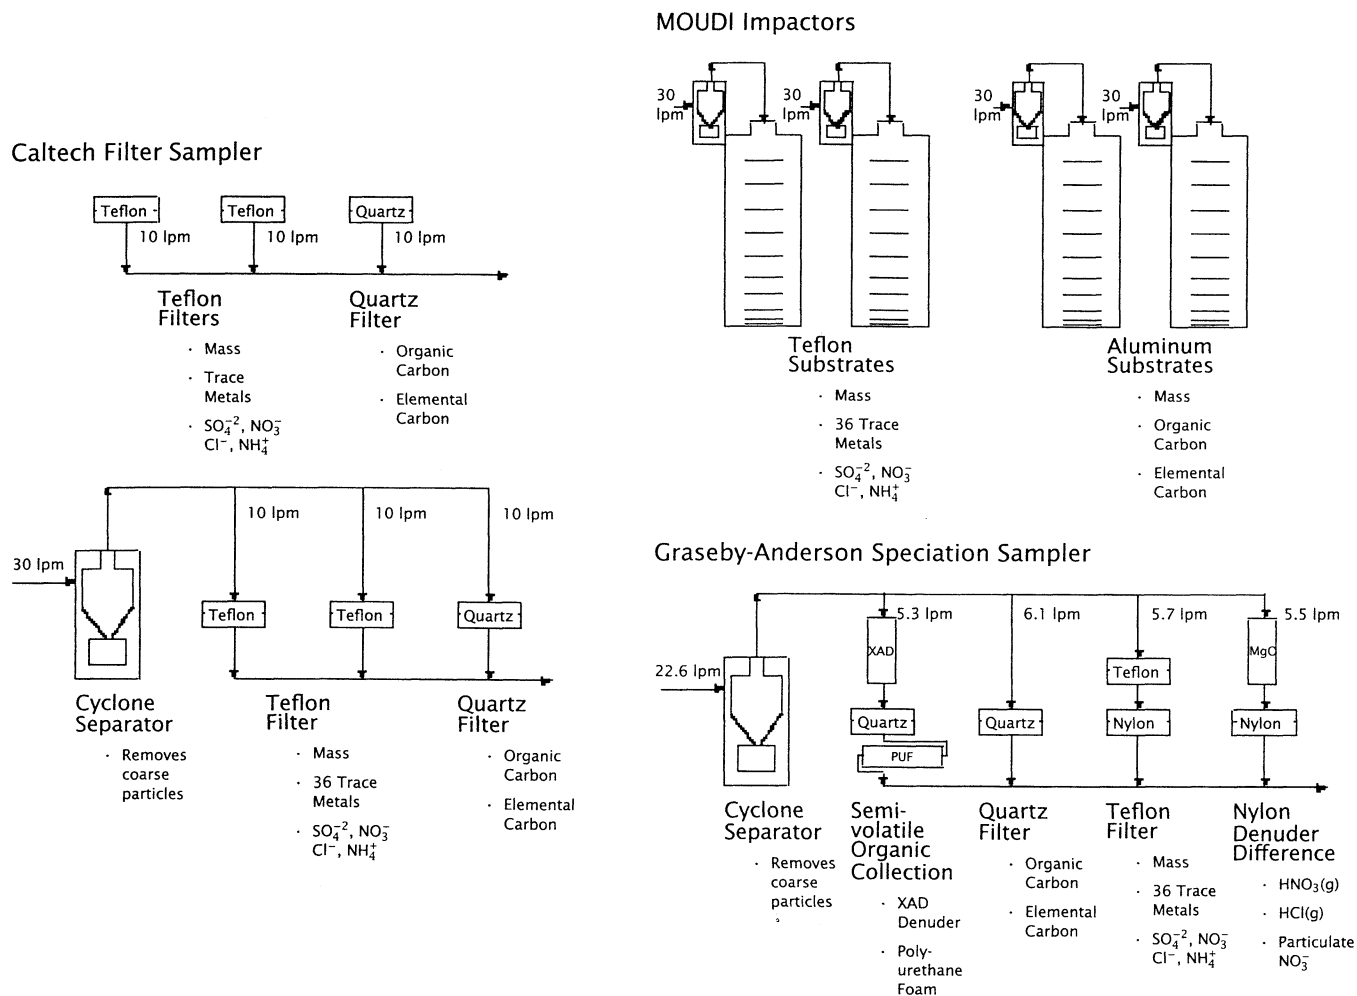 MOUDI Impactors
30 lpm
30 lpm
30 lpm
30 lpm
Teflon
Substrates
· Mass
· 36 Trace
Metals
· SO₄⁻², NO₃⁻
Cl⁻, NH₄⁺
Aluminum
Substrates
· Mass
· Organic
Carbon
· Elemental
Carbon
Caltech Filter Sampler
Teflon
Teflon
Quartz
10 lpm
10 lpm
10 lpm
Teflon
Filters
· Mass
· Trace
Metals
· SO₄⁻², NO₃⁻
Cl⁻, NH₄⁺
Quartz
Filter
· Organic
Carbon
· Elemental
Carbon
10 lpm
10 lpm
10 lpm
30 lpm
Teflon
Teflon
Quartz
Cyclone
Separator
· Removes
coarse
particles
Teflon
Filter
· Mass
· 36 Trace
Metals
· SO₄⁻², NO₃⁻
Cl⁻, NH₄⁺
Quartz
Filter
· Organic
Carbon
· Elemental
Carbon
Graseby-Anderson Speciation Sampler
5.3 lpm
6.1 lpm
5.7 lpm
5.5 lpm
22.6 lpm
XAD
MgO
Teflon
Quartz
Quartz
Nylon
Nylon
PUF
Cyclone
Separator
· Removes
coarse
particles
Semi-
volatile
Organic
Collection
· XAD
Denuder
· Poly-
urethane
Foam
Quartz
Filter
· Organic
Carbon
· Elemental
Carbon
Teflon
Filter
· Mass
· 36 Trace
Metals
· SO₄⁻², NO₃⁻
Cl⁻, NH₄⁺
Nylon
Denuder
Difference
· HNO₃(g)
· HCl(g)
· Particulate
NO₃⁻